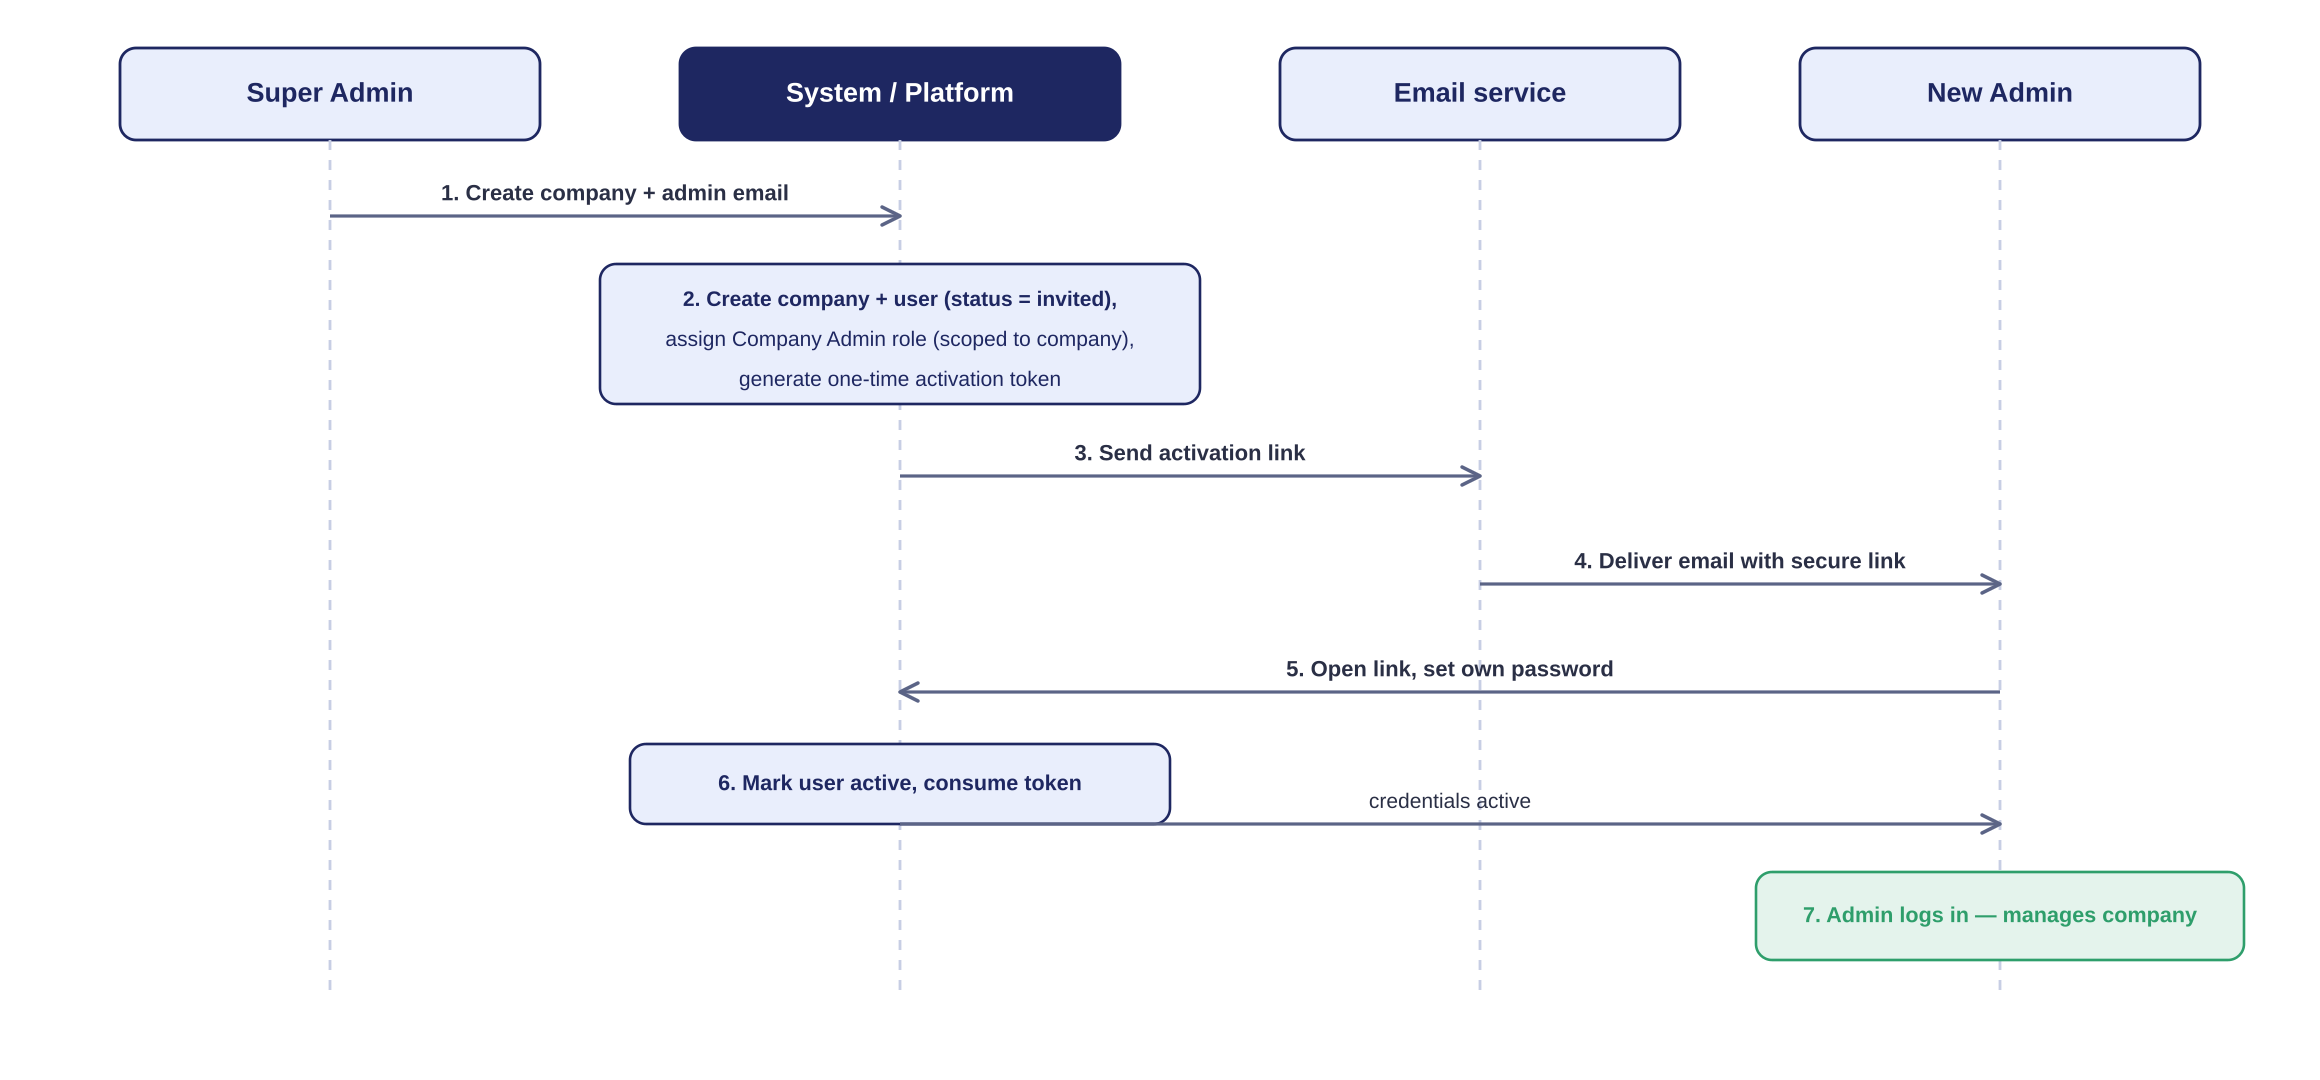 Super Admin
System / Platform
Email service
New Admin
1. Create company + admin email
2. Create company + user (status = invited),
assign Company Admin role (scoped to company),
generate one-time activation token
3. Send activation link
4. Deliver email with secure link
5. Open link, set own password
6. Mark user active, consume token
credentials active
7. Admin logs in — manages company